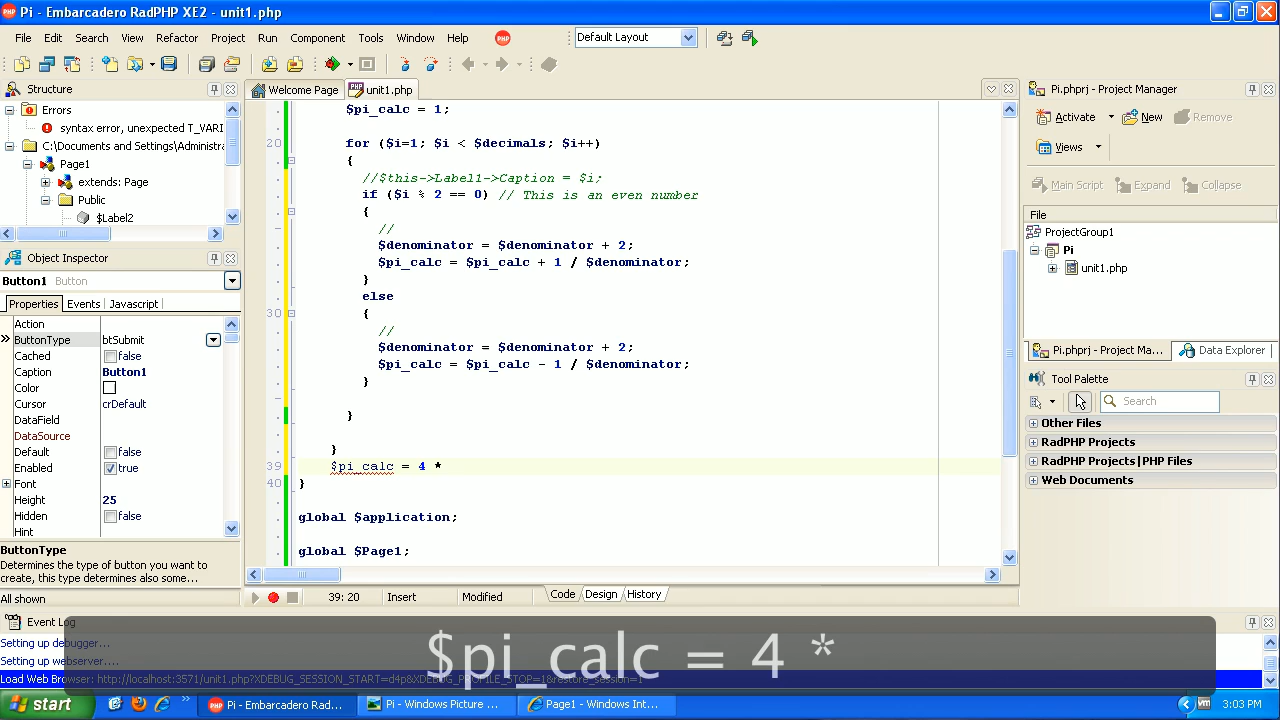 Pi - Embarcadero RadPHP XE2 - unit1.php
File Edit Search View Refactor Project Run Component Tools Window Help PHP Default Layout
Structure
Errors
syntax error, unexpected T_VARI
C:\Documents and Settings\Administra
Page1
extends: Page
Public
$Label2
Object Inspector
Button1 Button
Properties Events Javascript
Action
ButtonType btSubmit
Cached false
Caption Button1
Color
Cursor crDefault
DataField
DataSource
Default false
Enabled true
Font
Height 25
Hidden false
Hint
ButtonType
Determines the type of button you want to
create, this type determines also some...
All shown
Welcome Page unit1.php
$pi_calc = 1;
20 for ($i=1; $i < $decimals; $i++)
{
//$this->Label1->Caption = $i;
if ($i % 2 == 0) // This is an even number
{
//
$denominator = $denominator + 2;
$pi_calc = $pi_calc + 1 / $denominator;
}
else
30 {
//
$denominator = $denominator + 2;
$pi_calc = $pi_calc - 1 / $denominator;
}
}
}
39 $pi_calc = 4 *
40 }
global $application;
global $Page1;
39: 20 Insert Modified Code Design History
Pi.phprj - Project Manager
Activate New Remove
Views
Main Script Expand Collapse
File
ProjectGroup1
Pi
unit1.php
Pi.phprj - Project Ma... Data Explorer
Tool Palette
Search
Other Files
RadPHP Projects
RadPHP Projects|PHP Files
Web Documents
Event Log
Setting up debugger...
Setting up webserver....
Load Web Browser: http://localhost:3571/unit1.php?XDEBUG_SESSION_START=d4p&XDEBUG_PROFILE_STOP=1&restore_session=1
$pi_calc = 4 *
start Pi - Embarcadero Rad... Pi - Windows Picture ... Page1 - Windows Int... 3:03 PM